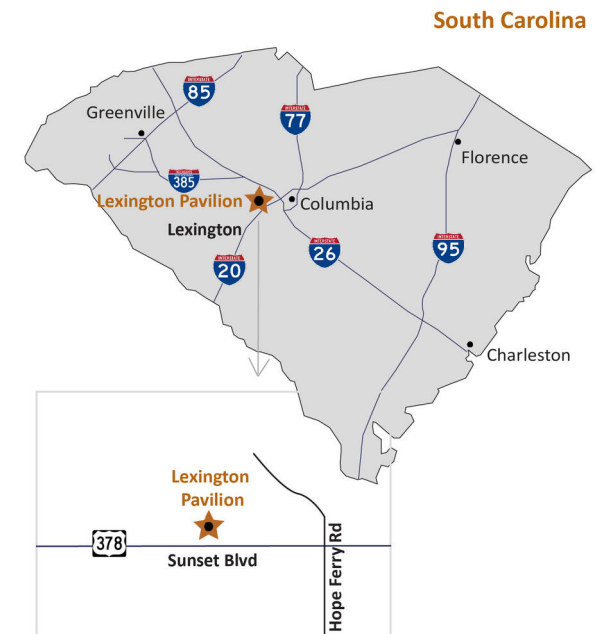 South Carolina
INTERSTATE
85
Greenville
INTERSTATE
77
Florence
INTERSTATE
385
Lexington Pavilion
Columbia
Lexington
INTERSTATE
20
INTERSTATE
26
INTERSTATE
95
Charleston
Lexington
Pavilion
378
Sunset Blvd
Hope Ferry Rd